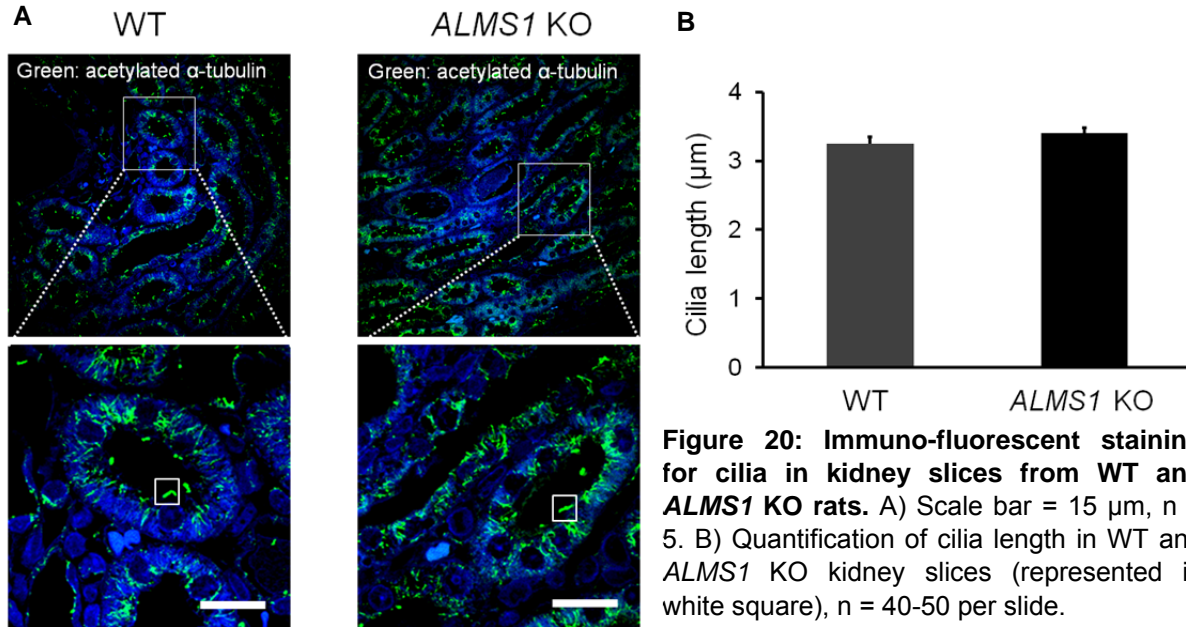 A
WT
ALMS1 KO
Green: acetylated α-tubulin
Green: acetylated α-tubulin
B
Cilia length (µm)
4
3
2
1
0
WT
ALMS1 KO
Figure 20: Immuno-fluorescent stainin
for cilia in kidney slices from WT an
ALMS1 KO rats. A) Scale bar = 15 µm, n
5. B) Quantification of cilia length in WT an
ALMS1 KO kidney slices (represented i
white square), n = 40-50 per slide.